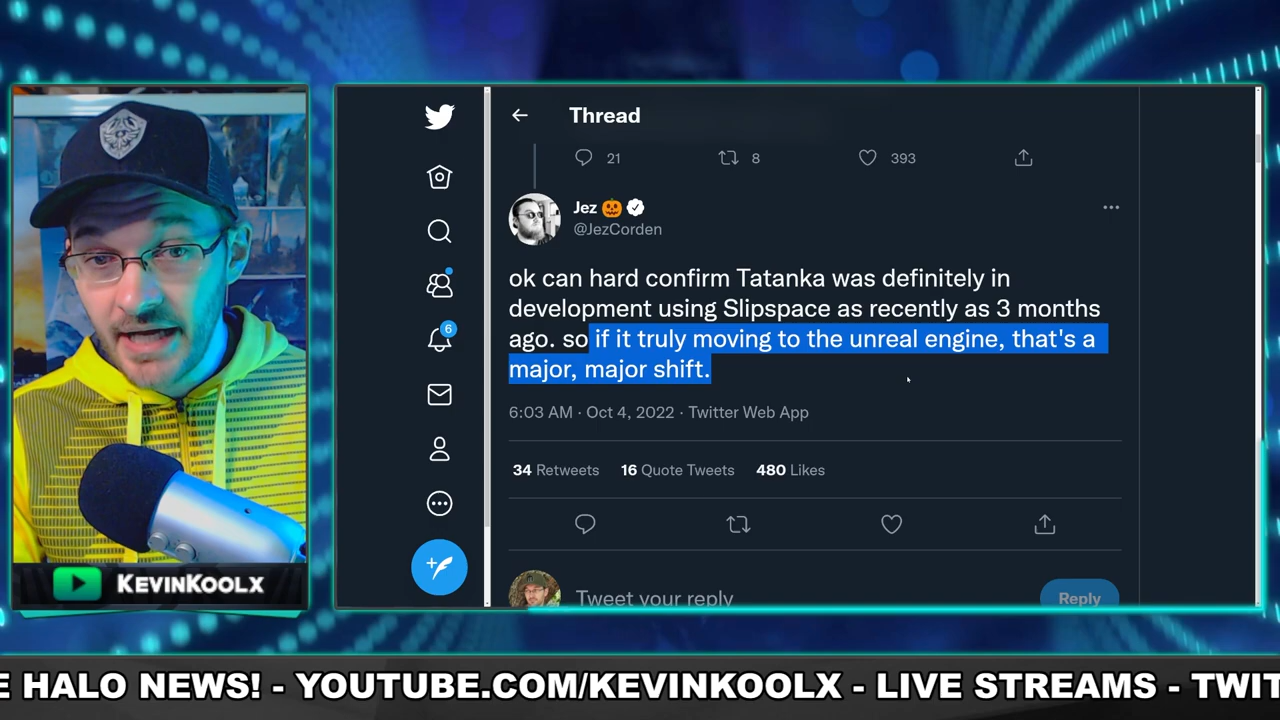 Thread
21
8
393
Jez 🎃
@JezCorden
ok can hard confirm Tatanka was definitely in
development using Slipspace as recently as 3 months
ago. so if it truly moving to the unreal engine, that's a
major, major shift.
6:03 AM · Oct 4, 2022 · Twitter Web App
34 Retweets 16 Quote Tweets 480 Likes
6
Tweet your reply
Reply
KEVINKOOLX
E HALO NEWS! - YOUTUBE.COM/KEVINKOOLX - LIVE STREAMS - TWIT